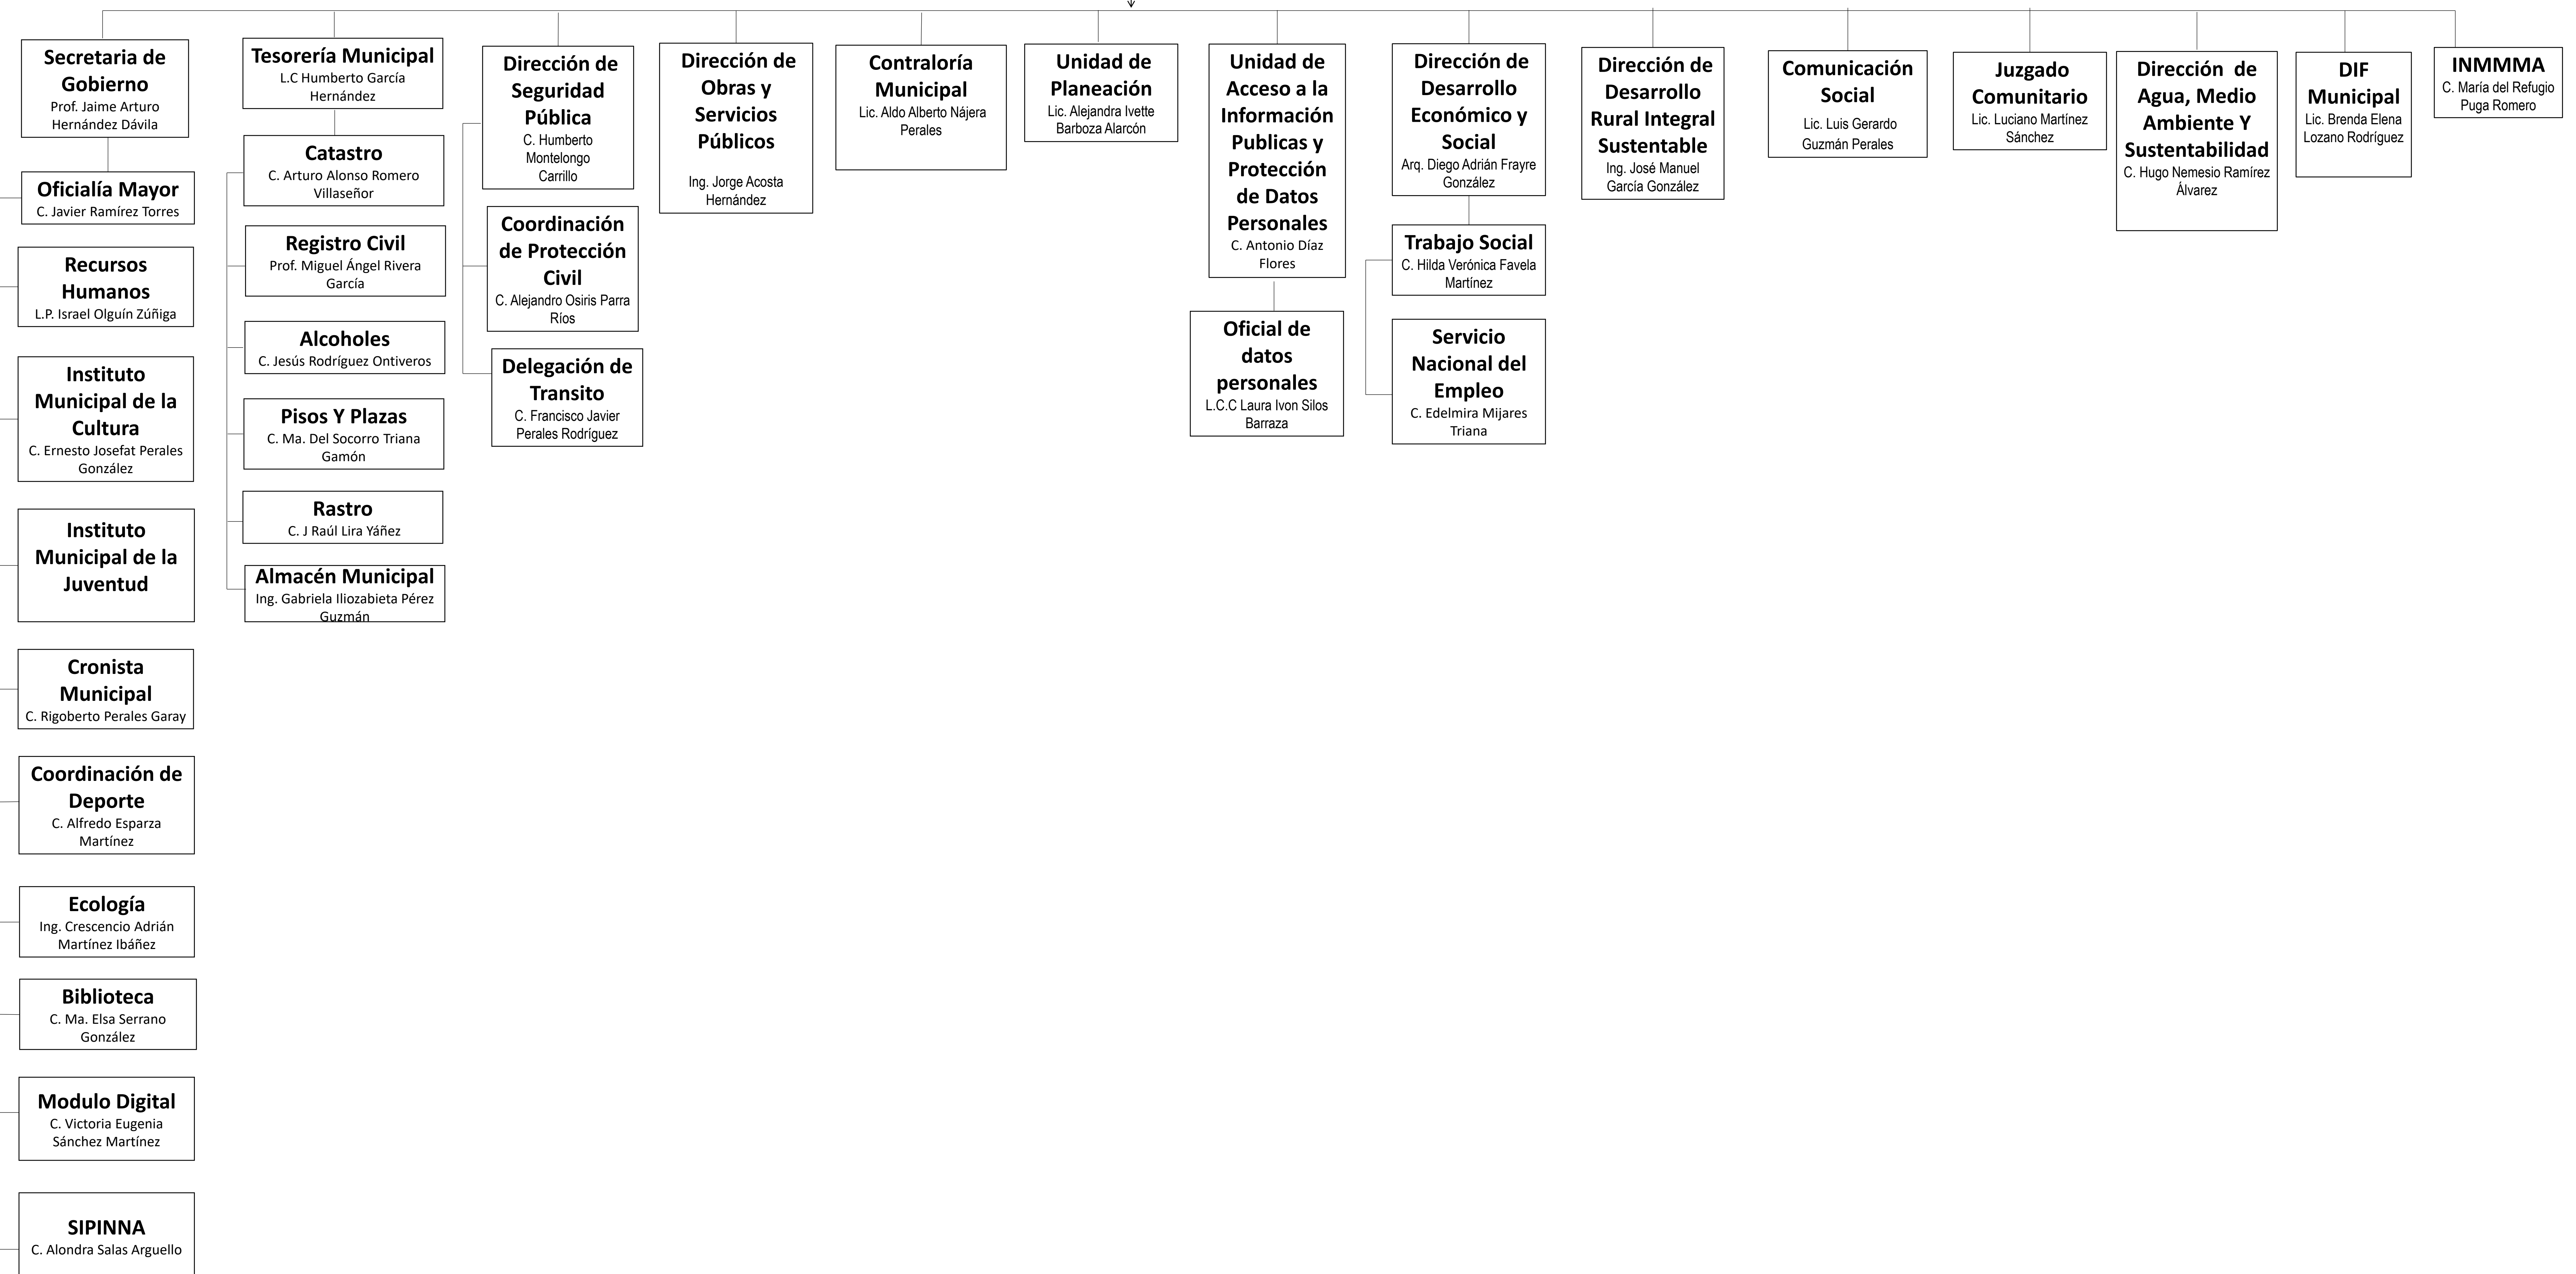 Secretaria de
Gobierno
Prof. Jaime Arturo
Hernández Dávila
Oficialía Mayor
C. Javier Ramírez Torres
Recursos
Humanos
L.P. Israel Olguín Zúñiga
Instituto
Municipal de la
Cultura
C. Ernesto Josefat Perales
González
Instituto
Municipal de la
Juventud
Cronista
Municipal
C. Rigoberto Perales Garay
Coordinación de
Deporte
C. Alfredo Esparza
Martínez
Ecología
Ing. Crescencio Adrián
Martínez Ibáñez
Biblioteca
C. Ma. Elsa Serrano
González
Modulo Digital
C. Victoria Eugenia
Sánchez Martínez
SIPINNA
C. Alondra Salas Arguello
Tesorería Municipal
L.C Humberto García
Hernández
Catastro
C. Arturo Alonso Romero
Villaseñor
Registro Civil
Prof. Miguel Ángel Rivera
García
Alcoholes
C. Jesús Rodríguez Ontiveros
Pisos Y Plazas
C. Ma. Del Socorro Triana
Gamón
Rastro
C. J Raúl Lira Yáñez
Almacén Municipal
Ing. Gabriela Iliozabieta Pérez
Guzmán
Dirección de
Seguridad
Pública
C. Humberto
Montelongo
Carrillo
Coordinación
de Protección
Civil
C. Alejandro Osiris Parra
Ríos
Delegación de
Transito
C. Francisco Javier
Perales Rodríguez
Dirección de
Obras y
Servicios
Públicos
Ing. Jorge Acosta
Hernández
Contraloría
Municipal
Lic. Aldo Alberto Nájera
Perales
Unidad de
Planeación
Lic. Alejandra Ivette
Barboza Alarcón
Unidad de
Acceso a la
Información
Publicas y
Protección
de Datos
Personales
C. Antonio Díaz
Flores
Oficial de
datos
personales
L.C.C Laura Ivon Silos
Barraza
Dirección de
Desarrollo
Económico y
Social
Arq. Diego Adrián Frayre
González
Trabajo Social
C. Hilda Verónica Favela
Martínez
Servicio
Nacional del
Empleo
C. Edelmira Mijares
Triana
Dirección de
Desarrollo
Rural Integral
Sustentable
Ing. José Manuel
García González
Comunicación
Social
Lic. Luis Gerardo
Guzmán Perales
Juzgado
Comunitario
Lic. Luciano Martínez
Sánchez
Dirección de
Agua, Medio
Ambiente Y
Sustentabilidad
C. Hugo Nemesio Ramírez
Álvarez
DIF
Municipal
Lic. Brenda Elena
Lozano Rodríguez
INMMMA
C. María del Refugio
Puga Romero